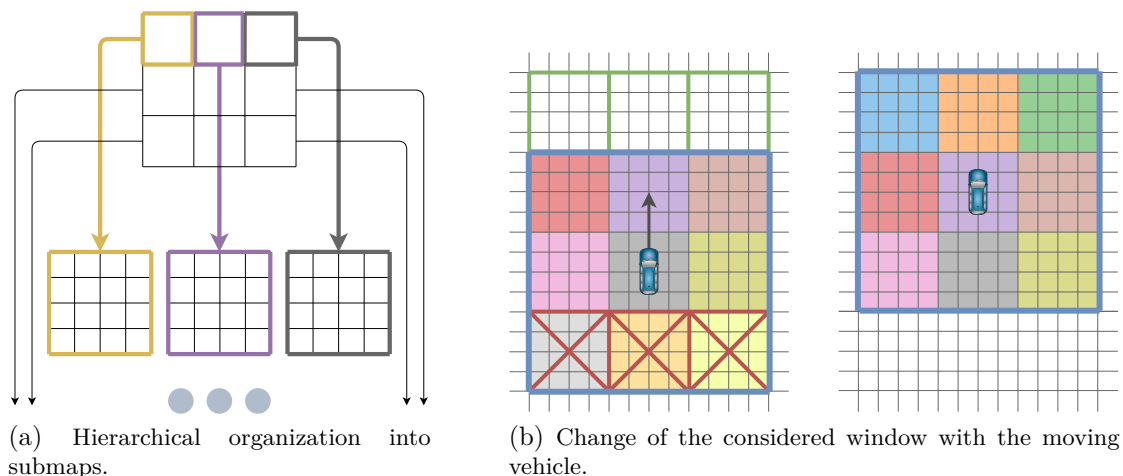 (a) Hierarchical organization into
submaps.
(b) Change of the considered window with the moving
vehicle.